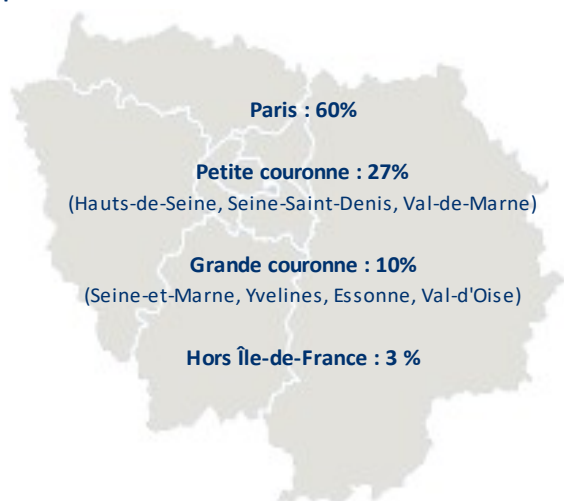 Paris : 60%
Petite couronne : 27%
(Hauts-de-Seine, Seine-Saint-Denis, Val-de-Marne)
Grande couronne : 10%
(Seine-et-Marne, Yvelines, Essonne, Val-d'Oise)
Hors Île-de-France : 3 %